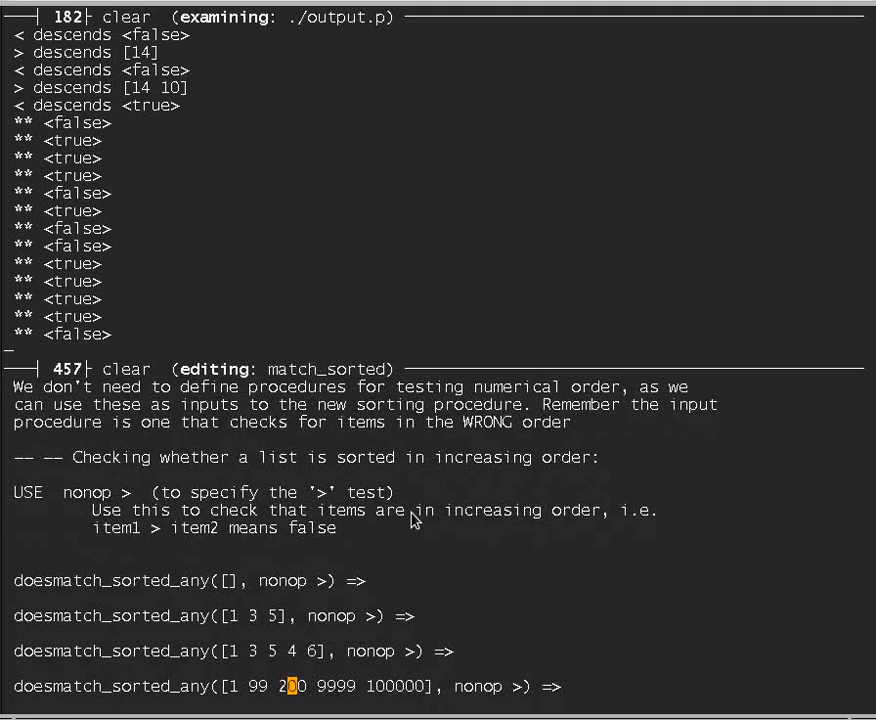 182 clear (examining: ./output.p)
< descends <false>
> descends [14]
< descends <false>
> descends [14 10]
< descends <true>
** <false>
** <true>
** <true>
** <true>
** <false>
** <true>
** <false>
** <false>
** <true>
** <true>
** <true>
** <true>
** <false>
457 clear (editing: match_sorted)
We don't need to define procedures for testing numerical order, as we
can use these as inputs to the new sorting procedure. Remember the input
procedure is one that checks for items in the WRONG order
-- -- Checking whether a list is sorted in increasing order:
USE nonop > (to specify the '>' test)
Use this to check that items are in increasing order, i.e.
item1 > item2 means false
doesmatch_sorted_any([], nonop >) =>
doesmatch_sorted_any([1 3 5], nonop >) =>
doesmatch_sorted_any([1 3 5 4 6], nonop >) =>
doesmatch_sorted_any([1 99 200 9999 100000], nonop >) =>